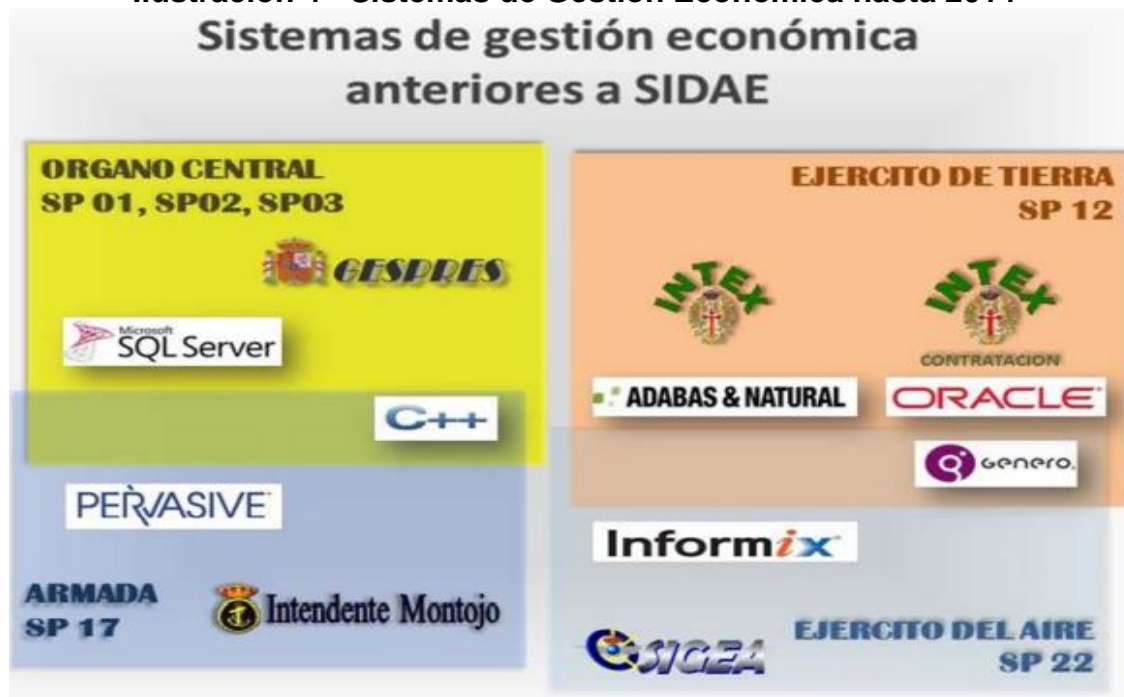 Sistemas de gestión económica
anteriores a SIDAE
ORGANO CENTRAL
SP 01, SP02, SP03
GESPRES
Microsoft
SQL Server
C++
PERVASIVE
ARMADA
SP 17
Intendente Montojo
EJERCITO DE TIERRA
SP 12
INTEX
INTEX
CONTRATACION
ADABAS & NATURAL
ORACLE
Genero.
Informix
SIGEA
EJERCITO DEL AIRE
SP 22